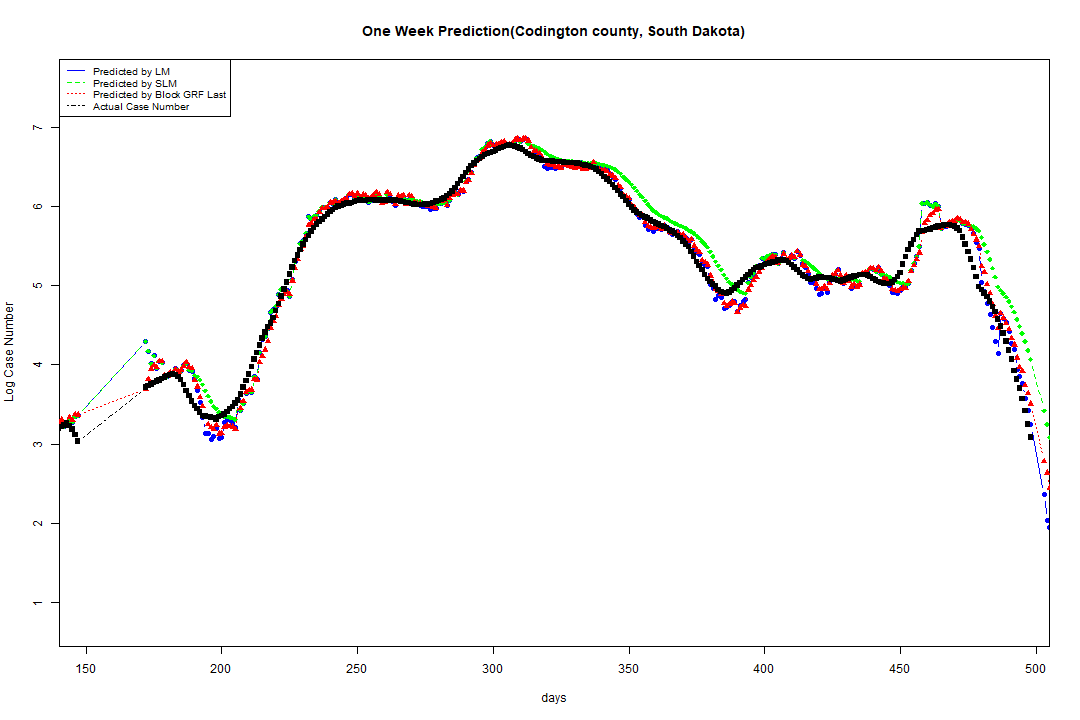 One Week Prediction(Codington county, South Dakota)
Predicted by LM
Predicted by SLM
Predicted by Block GRF Last
Actual Case Number
7
6
5
4
3
2
1
Log Case Number
150 200 250 300 350 400 450 500
days